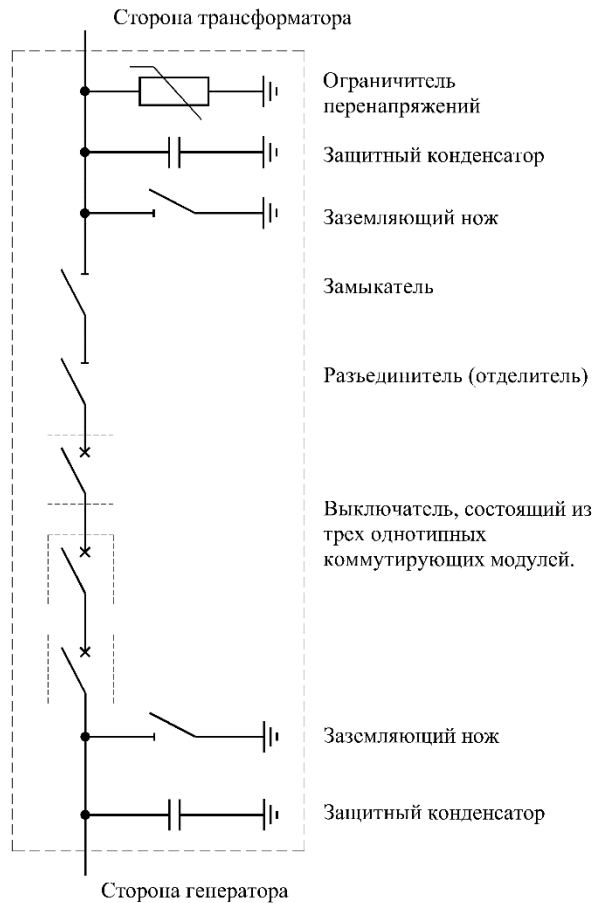 Сторона трансформатора
Ограничитель
перенапряжений
Защитный конденсатор
Заземляющий нож
Замыкатель
Разъединитель (отделитель)
Выключатель, состоящий из
трех однотипных
коммутирующих модулей.
Заземляющий нож
Защитный конденсатор
Сторона генератора